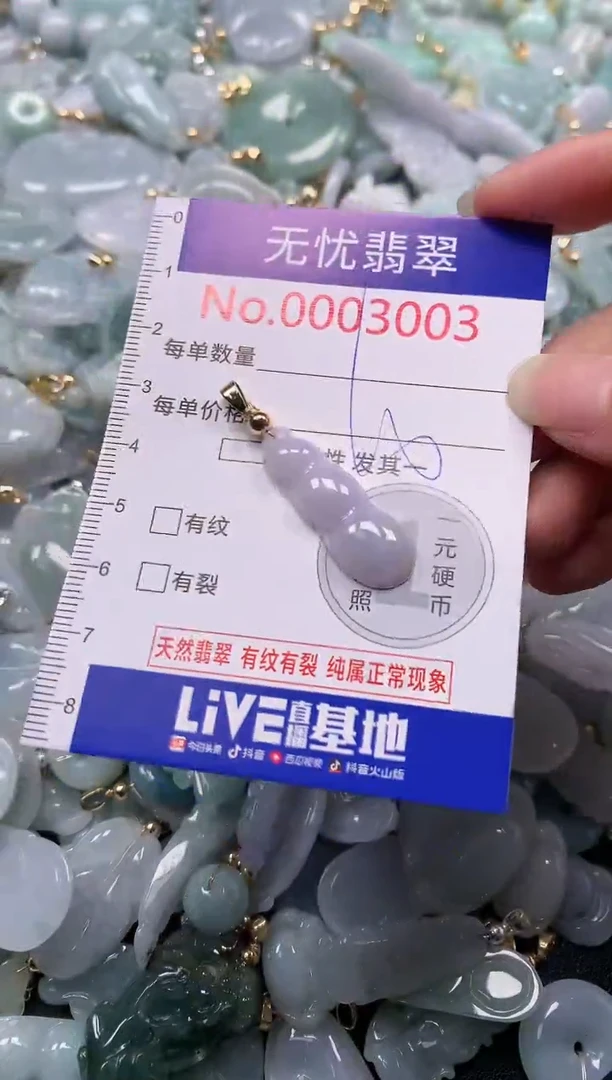 无忧翡翠
No.0003003
0
1
2
3
4
5
6
7
8
每单数量
每单价格
性发其一
一元硬币
照
有纹
有裂
天然翡翠 有纹有裂 纯属正常现象
LiVE直播基地
今日头条 抖音 西瓜视频 抖音火山版